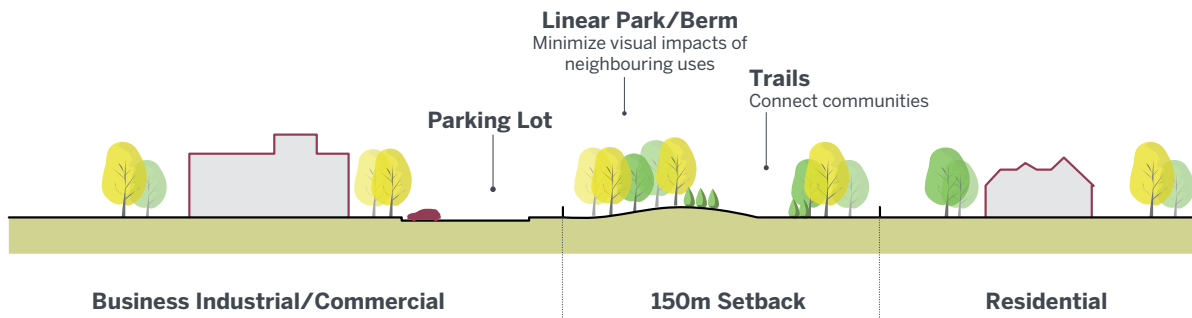 Linear Park/Berm
Minimize visual impacts of
neighbouring uses
Trails
Connect communities
Parking Lot
Business Industrial/Commercial
150m Setback
Residential